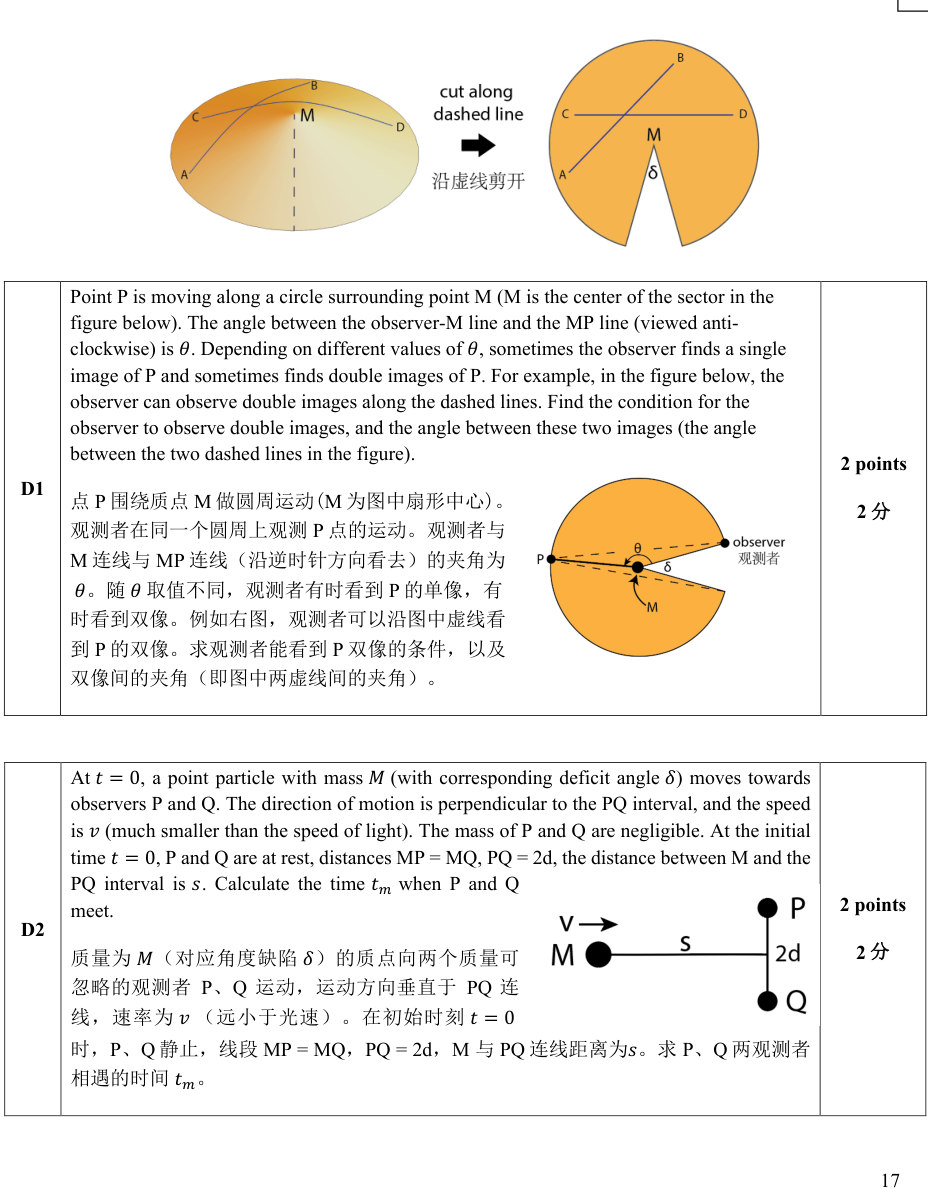 B
C
M
D
A
cut along
dashed line
沿虚线剪开
B
C
D
M
A
δ
D1
Point P is moving along a circle surrounding point M (M is the center of the sector in the
figure below). The angle between the observer-M line and the MP line (viewed anti-
clockwise) is θ. Depending on different values of θ, sometimes the observer finds a single
image of P and sometimes finds double images of P. For example, in the figure below, the
observer can observe double images along the dashed lines. Find the condition for the
observer to observe double images, and the angle between these two images (the angle
between the two dashed lines in the figure).
点 P 围绕质点 M 做圆周运动(M 为图中扇形中心)。
观测者在同一个圆周上观测 P 点的运动。观测者与
M 连线与 MP 连线（沿逆时针方向看去）的夹角为
θ。随 θ 取值不同，观测者有时看到 P 的单像，有
时看到双像。例如右图，观测者可以沿图中虚线看
到 P 的双像。求观测者能看到 P 双像的条件，以及
双像间的夹角（即图中两虚线间的夹角）。
P
θ
δ
observer
观测者
M
2 points
2 分
D2
At t = 0, a point particle with mass M (with corresponding deficit angle δ) moves towards
observers P and Q. The direction of motion is perpendicular to the PQ interval, and the speed
is v (much smaller than the speed of light). The mass of P and Q are negligible. At the initial
time t = 0, P and Q are at rest, distances MP = MQ, PQ = 2d, the distance between M and the
PQ interval is s. Calculate the time tₘ when P and Q
meet.
质量为 M（对应角度缺陷 δ）的质点向两个质量可
忽略的观测者 P、Q 运动，运动方向垂直于 PQ 连
线，速率为 v （远小于光速）。在初始时刻 t = 0
时，P、Q 静止，线段 MP = MQ，PQ = 2d，M 与 PQ 连线距离为s。求 P、Q 两观测者
相遇的时间 tₘ。
v
M
s
P
2d
Q
2 points
2 分
17